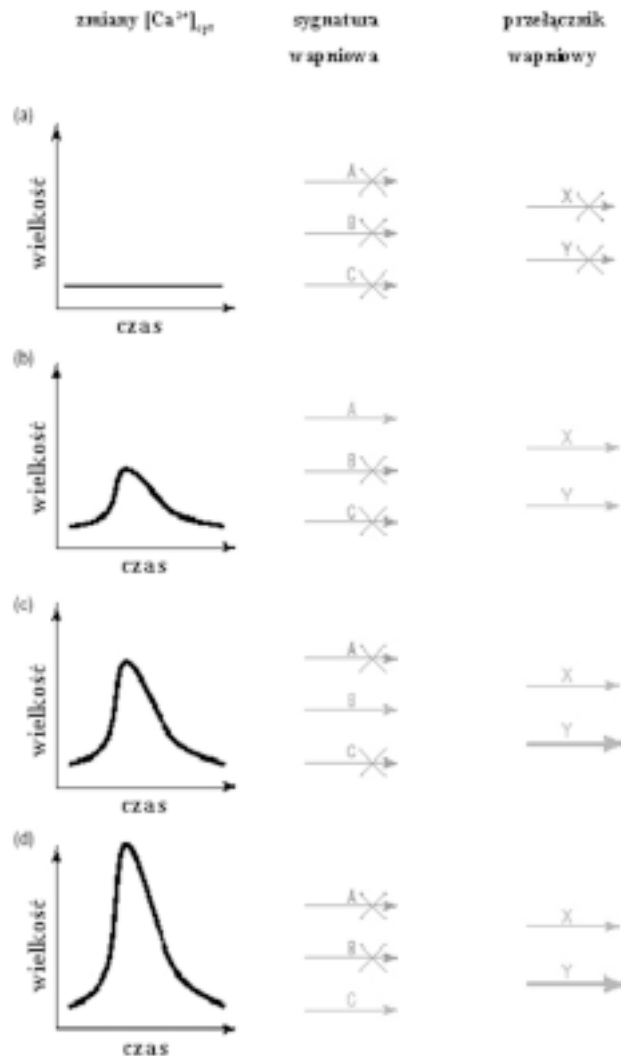 zmiany [Ca²⁺]cyt sygnatura przełącznik
wapniowa wapniowy
(a)
wielkość
A
B
C
X
Y
czas
(b)
wielkość
A
B
C
X
Y
czas
(c)
wielkość
A
B
C
X
Y
czas
(d)
wielkość
A
B
C
X
Y
czas